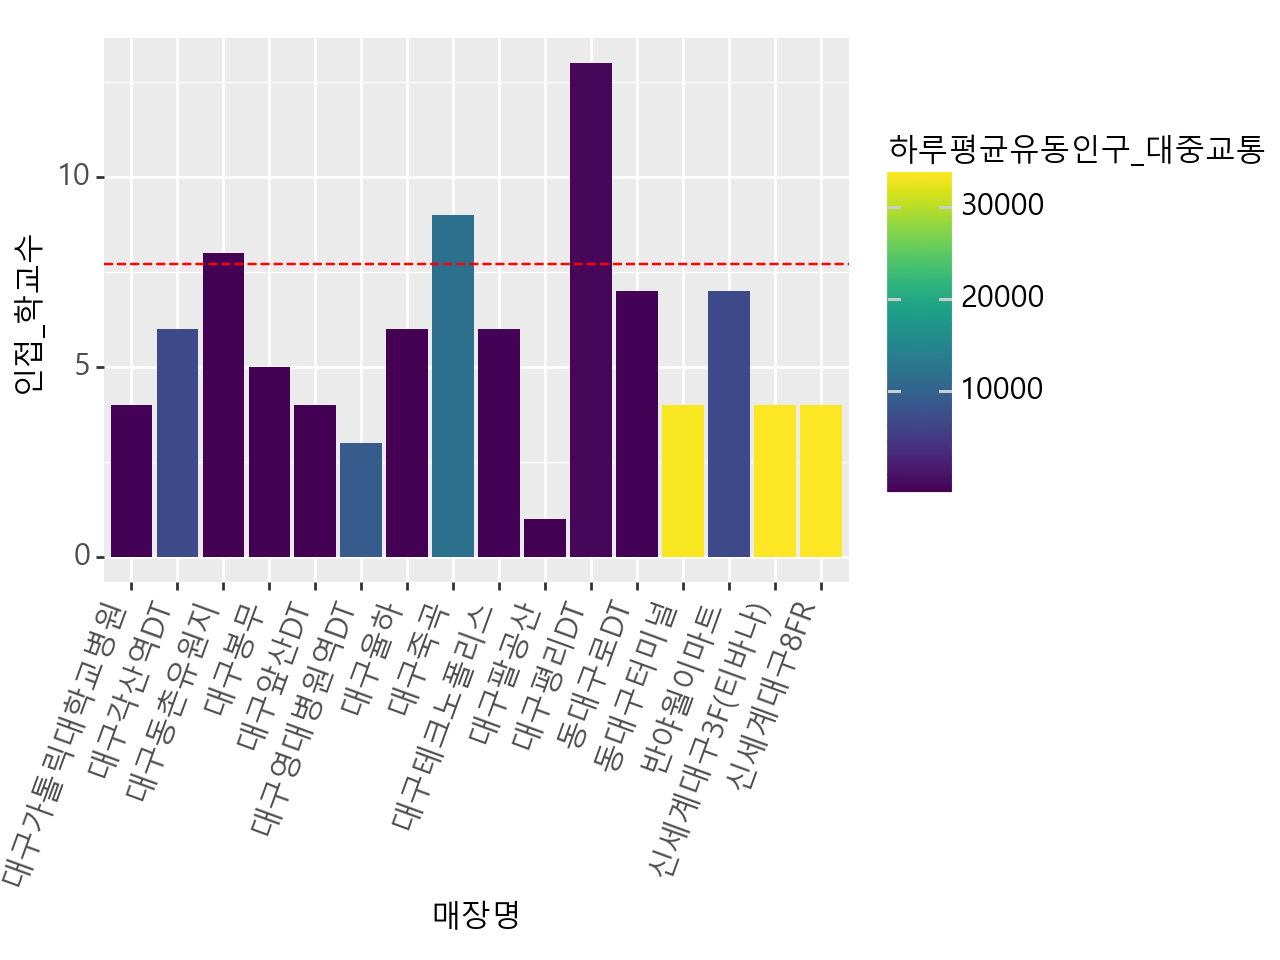 인접_학교수
10
5
0
대구가톨릭대학교병원
대구각산역DT
대구동촌유원지
대구봉무
대구앞산DT
대구영대병원역DT
대구율하
대구죽곡
대구테크노폴리스
대구팔공산
대구평리DT
동대구로DT
동대구터미널
반야월이마트
신세계대구3F(티바나)
신세계대구8FR
매장명
하루평균유동인구_대중교통
30000
20000
10000